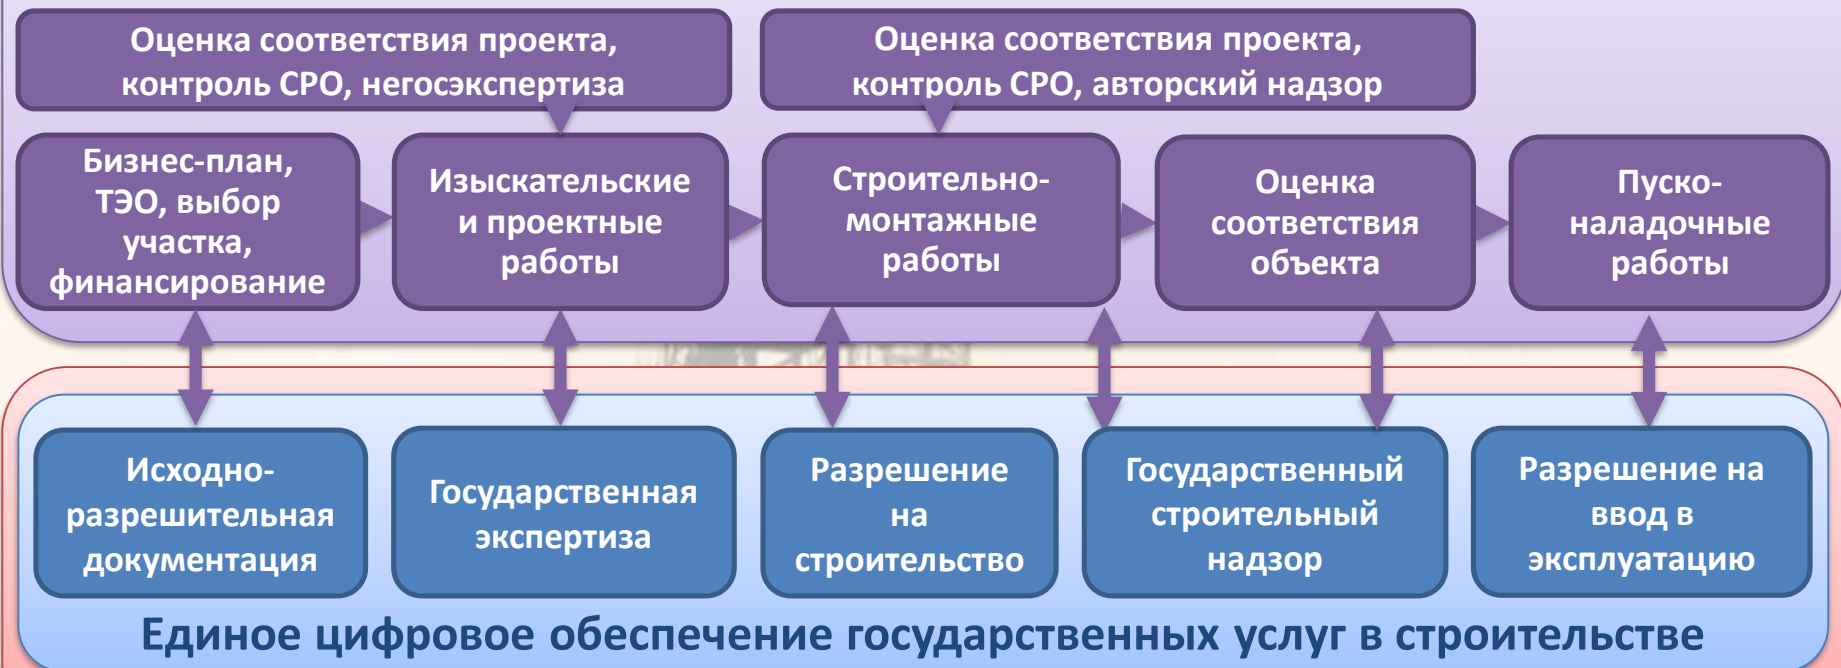 Оценка соответствия проекта,
контроль СРО, негосэкспертиза
Оценка соответствия проекта,
контроль СРО, авторский надзор
Бизнес-план,
ТЭО, выбор
участка,
финансирование
Изыскательские
и проектные
работы
Строительно-
монтажные
работы
Оценка
соответствия
объекта
Пуско-
наладочные
работы
Исходно-
разрешительная
документация
Государственная
экспертиза
Разрешение
на
строительство
Государственный
строительный
надзор
Разрешение на
ввод в
эксплуатацию
Единое цифровое обеспечение государственных услуг в строительстве